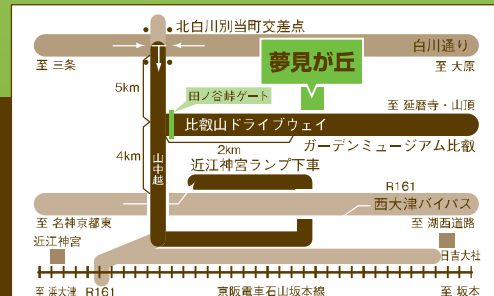 北白川別当町交差点
白川通り
至 三条
至 大原
夢見が丘
5km
田ノ谷峠ゲート
至 延暦寺・山頂
比叡山ドライブウェイ
2km
ガーデンミュージアム比叡
4km
山中越
近江神宮ランプ下車
R161
西大津バイパス
至 名神京都東
至 湖西道路
近江神宮
日吉大社
至 浜大津
R161
京阪電車石山坂本線
至 坂本